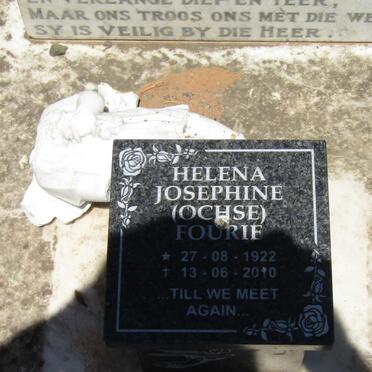 EN VERLANGE DIEP EN TEER,
MAAR ONS TROOS ONS MÉT DIE WE
SY IS VEILIG BY DIE HEER.
HELENA
JOSEPHINE
(OCHSE)
FOURIE
★ 27 - 08 - 1922
† 13 - 06 - 2010
...TILL WE MEET
AGAIN...